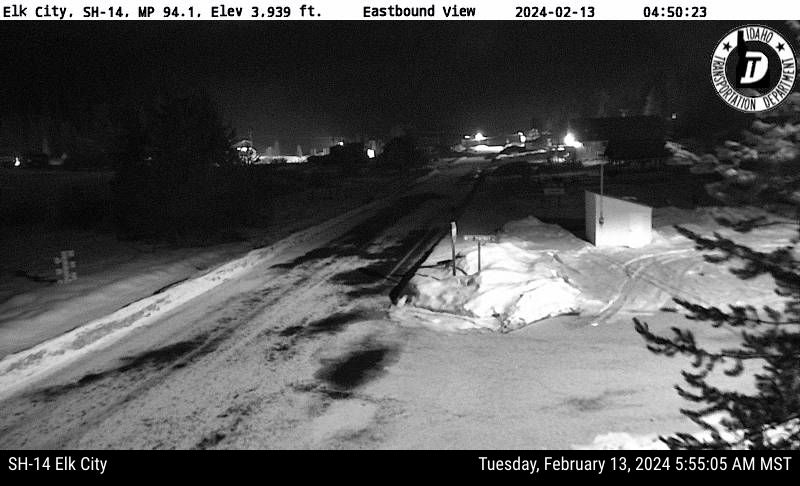 Elk City, SH-14, MP 94.1, Elev 3,939 ft. Eastbound View 2024-02-13 04:50:23
IDAHO
TRANSPORTATION DEPARTMENT
SH-14 Elk City Tuesday, February 13, 2024 5:55:05 AM MST